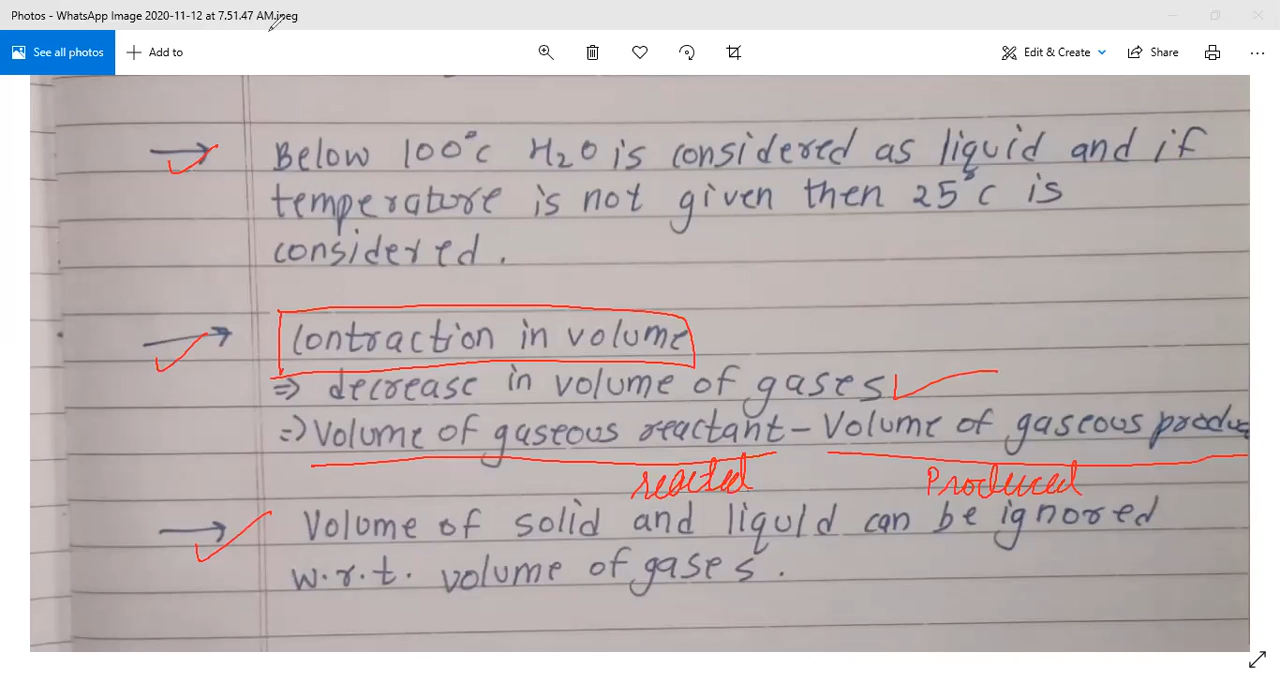 Photos - WhatsApp Image 2020-11-12 at 7.51.47 AM.jpeg
See all photos
Add to
Edit & Create
Share
Below 100°C H2O is considered as liquid and if
temperature is not given then 25°C is
considered.
Contraction in volume
⇒ decrease in volume of gases
⇒ Volume of gaseous reactant - Volume of gaseous produc
reacted Produced
Volume of solid and liquid can be ignored
w.r.t. volume of gases.